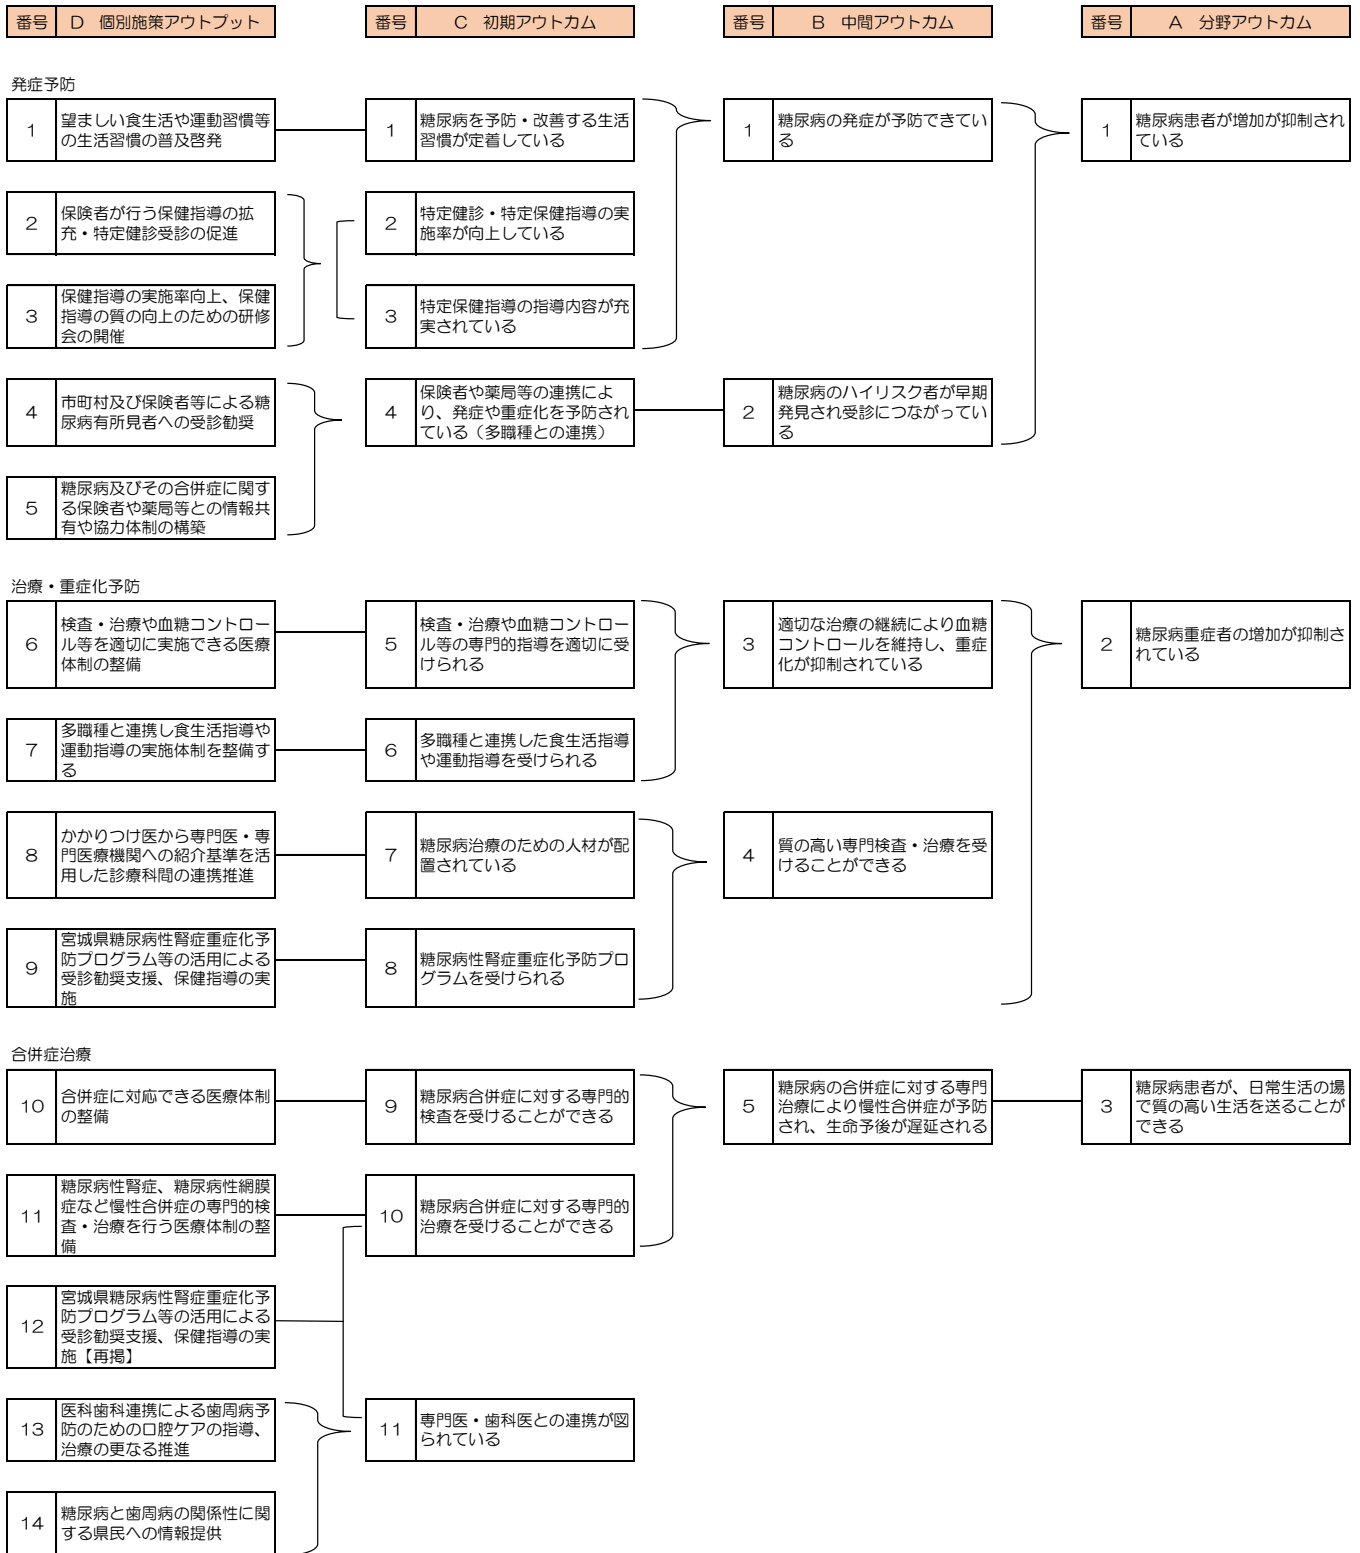 番号 D 個別施策アウトプット 番号 C 初期アウトカム 番号 B 中間アウトカム 番号 A 分野アウトカム
発症予防
1
望ましい食生活や運動習慣等
の生活習慣の普及啓発
1
糖尿病を予防・改善する生活
習慣が定着している
1
糖尿病の発症が予防できてい
る
1
糖尿病患者が増加が抑制され
ている
2
保険者が行う保健指導の拡
充・特定健診受診の促進
2
特定健診・特定保健指導の実
施率が向上している
3
保健指導の実施率向上、保健
指導の質の向上のための研修
会の開催
3
特定保健指導の指導内容が充
実されている
4
市町村及び保険者等による糖
尿病有所見者への受診勧奨
4
保険者や薬局等の連携によ
り、発症や重症化を予防され
ている（多職種との連携）
2
糖尿病のハイリスク者が早期
発見され受診につながってい
る
5
糖尿病及びその合併症に関す
る保険者や薬局等との情報共
有や協力体制の構築
治療・重症化予防
6
検査・治療や血糖コントロー
ル等を適切に実施できる医療
体制の整備
5
検査・治療や血糖コントロー
ル等の専門的指導を適切に受
けられる
3
適切な治療の継続により血糖
コントロールを維持し、重症
化が抑制されている
2
糖尿病重症者の増加が抑制さ
れている
7
多職種と連携し食生活指導や
運動指導の実施体制を整備す
る
6
多職種と連携した食生活指導
や運動指導を受けられる
8
かかりつけ医から専門医・専
門医療機関への紹介基準を活
用した診療科間の連携推進
7
糖尿病治療のための人材が配
置されている
4
質の高い専門検査・治療を受
けることができる
9
宮城県糖尿病性腎症重症化予
防プログラム等の活用による
受診勧奨支援、保健指導の実
施
8
糖尿病性腎症重症化予防プロ
グラムを受けられる
合併症治療
10
合併症に対応できる医療体制
の整備
9
糖尿病合併症に対する専門的
検査を受けることができる
5
糖尿病の合併症に対する専門
治療により慢性合併症が予防
され、生命予後が遅延される
3
糖尿病患者が、日常生活の場
で質の高い生活を送ることが
できる
11
糖尿病性腎症、糖尿病性網膜
症など慢性合併症の専門的検
査・治療を行う医療体制の整
備
10
糖尿病合併症に対する専門的
治療を受けることができる
12
宮城県糖尿病性腎症重症化予
防プログラム等の活用による
受診勧奨支援、保健指導の実
施【再掲】
13
医科歯科連携による歯周病予
防のための口腔ケアの指導、
治療の更なる推進
11
専門医・歯科医との連携が図
られている
14
糖尿病と歯周病の関係性に関
する県民への情報提供